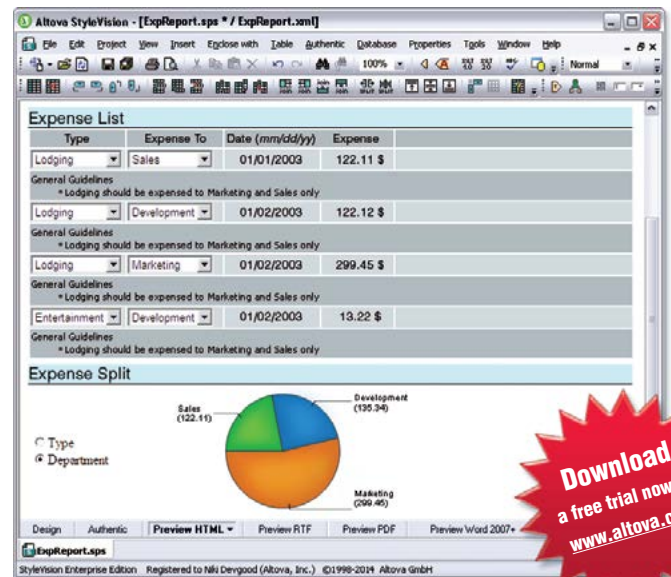 Altova StyleVision - [ExpReport.sps * / ExpReport.xml]
File Edit Project View Insert Enclose with Table Authentic Database Properties Tools Window Help
100% Normal
Expense List
Type Expense To Date (mm/dd/yy) Expense
Lodging Sales 01/01/2003 122.11 $
General Guidelines
* Lodging should be expensed to Marketing and Sales only
Lodging Development 01/02/2003 122.12 $
General Guidelines
* Lodging should be expensed to Marketing and Sales only
Lodging Marketing 01/02/2003 299.45 $
General Guidelines
* Lodging should be expensed to Marketing and Sales only
Entertainment Development 01/02/2003 13.22 $
General Guidelines
* Lodging should be expensed to Marketing and Sales only
Expense Split
Sales
(122.11)
Development
(135.34)
Type
Department
Marketing
(299.45)
Download
a free trial now
www.altova.c
Design Authentic Preview HTML Preview RTF Preview PDF Preview Word 2007+
ExpReport.sps
StyleVision Enterprise Edition Registered to Niki Devgood (Altova, Inc.) ©1998-2014 Altova GmbH